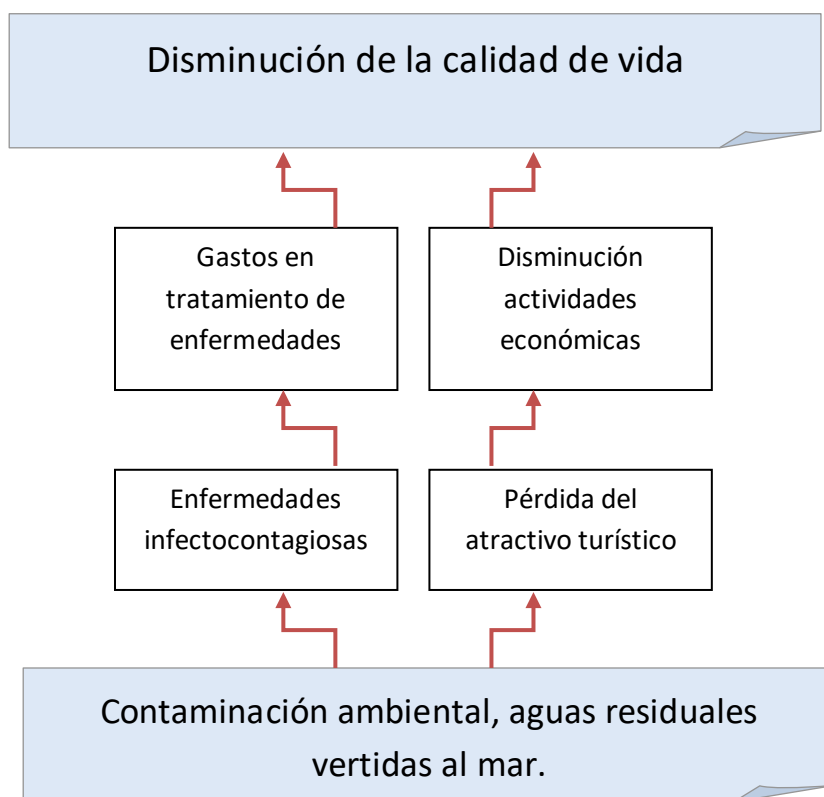 Disminución de la calidad de vida
Gastos en
tratamiento de
enfermedades
Disminución
actividades
económicas
Enfermedades
infectocontagiosas
Pérdida del
atractivo turístico
Contaminación ambiental, aguas residuales
vertidas al mar.